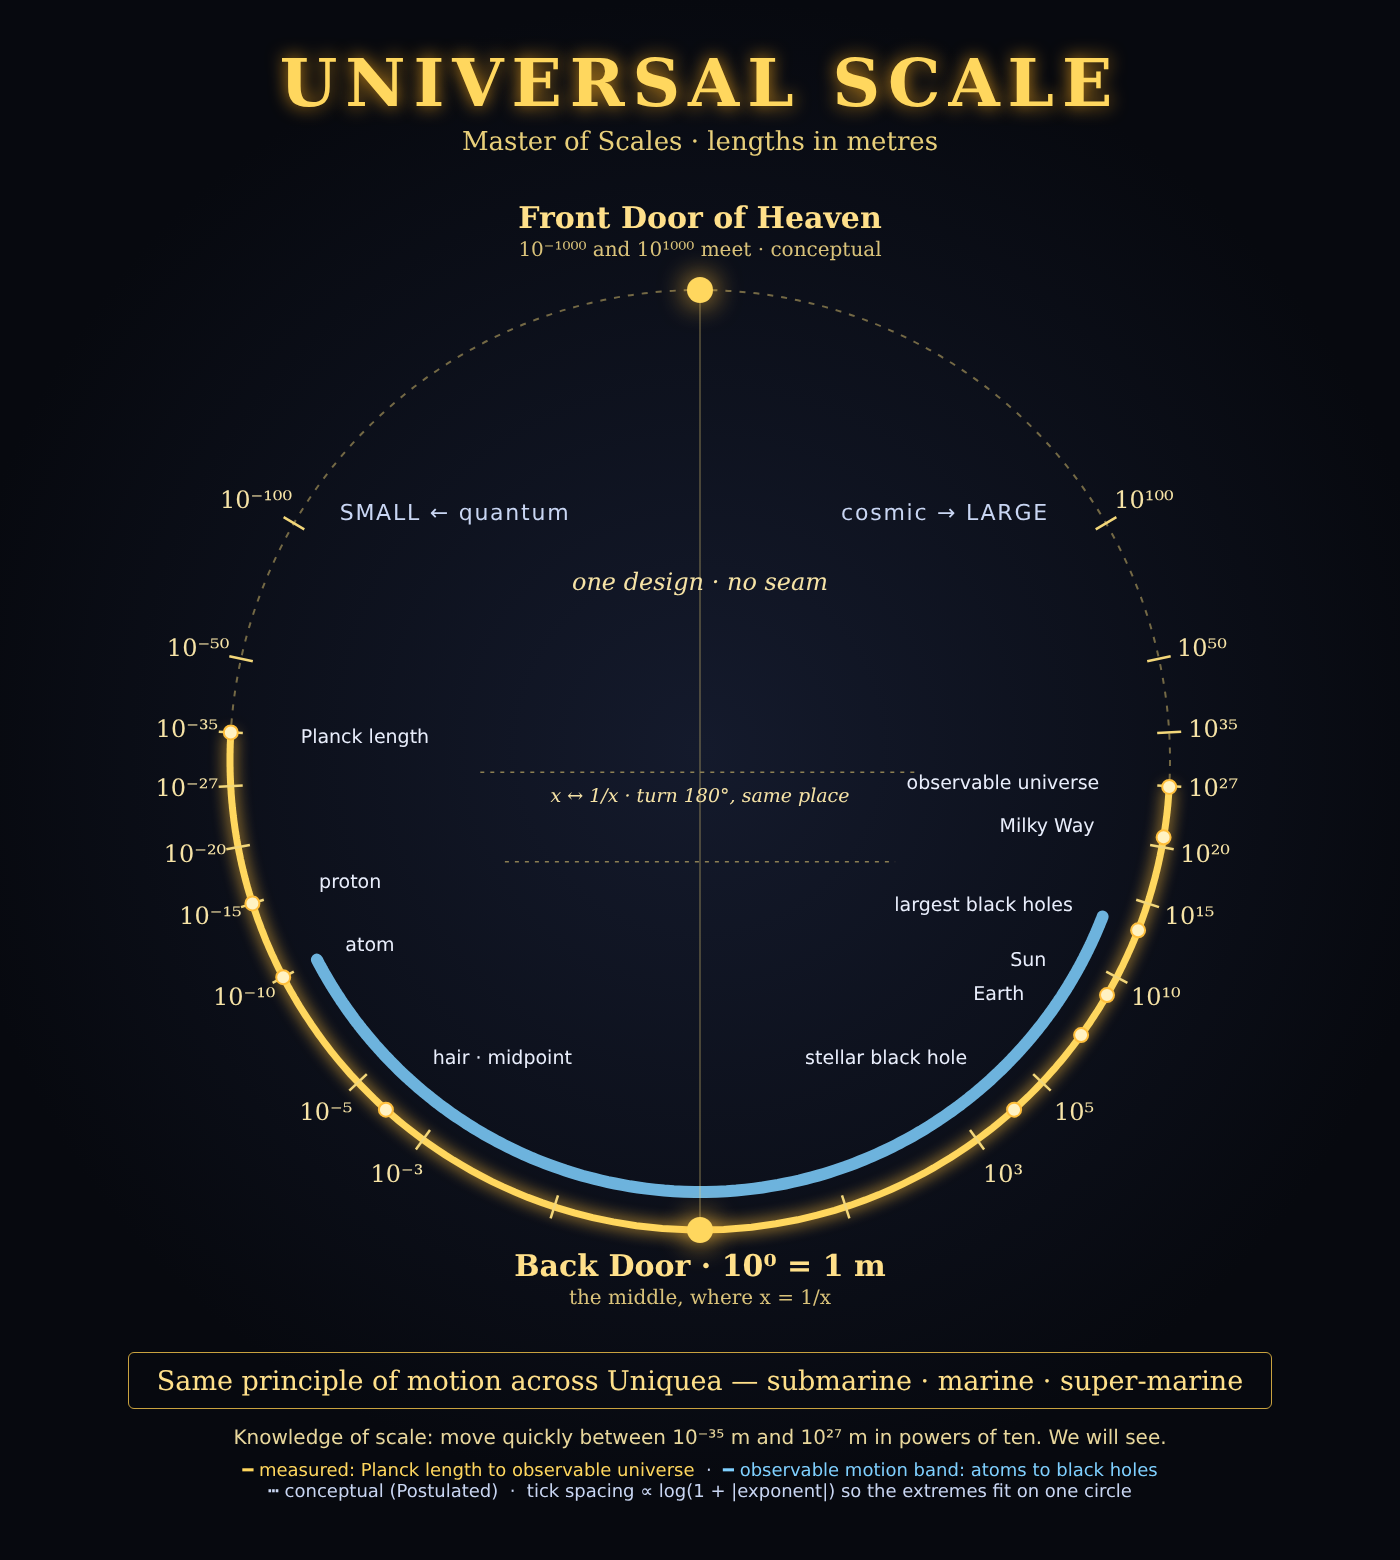 UNIVERSAL SCALE
Master of Scales · lengths in metres
Front Door of Heaven
10⁻¹⁰⁰⁰ and 10¹⁰⁰⁰ meet · conceptual
10⁻¹⁰⁰
SMALL ← quantum
cosmic → LARGE
10¹⁰⁰
one design · no seam
10⁻⁵⁰
10⁵⁰
10⁻³⁵
Planck length
10³⁵
10⁻²⁷
x ↔ 1/x · turn 180°, same place
observable universe
10²⁷
Milky Way
10⁻²⁰
10²⁰
proton
10⁻¹⁵
largest black holes
10¹⁵
atom
Sun
10⁻¹⁰
Earth
10¹⁰
hair · midpoint
stellar black hole
10⁻⁵
10⁵
10⁻³
10³
Back Door · 10⁰ = 1 m
the middle, where x = 1/x
Same principle of motion across Uniquea — submarine · marine · super-marine
Knowledge of scale: move quickly between 10⁻³⁵ m and 10²⁷ m in powers of ten. We will see.
━ measured: Planck length to observable universe · ━ observable motion band: atoms to black holes
┅ conceptual (Postulated) · tick spacing ∝ log(1 + |exponent|) so the extremes fit on one circle